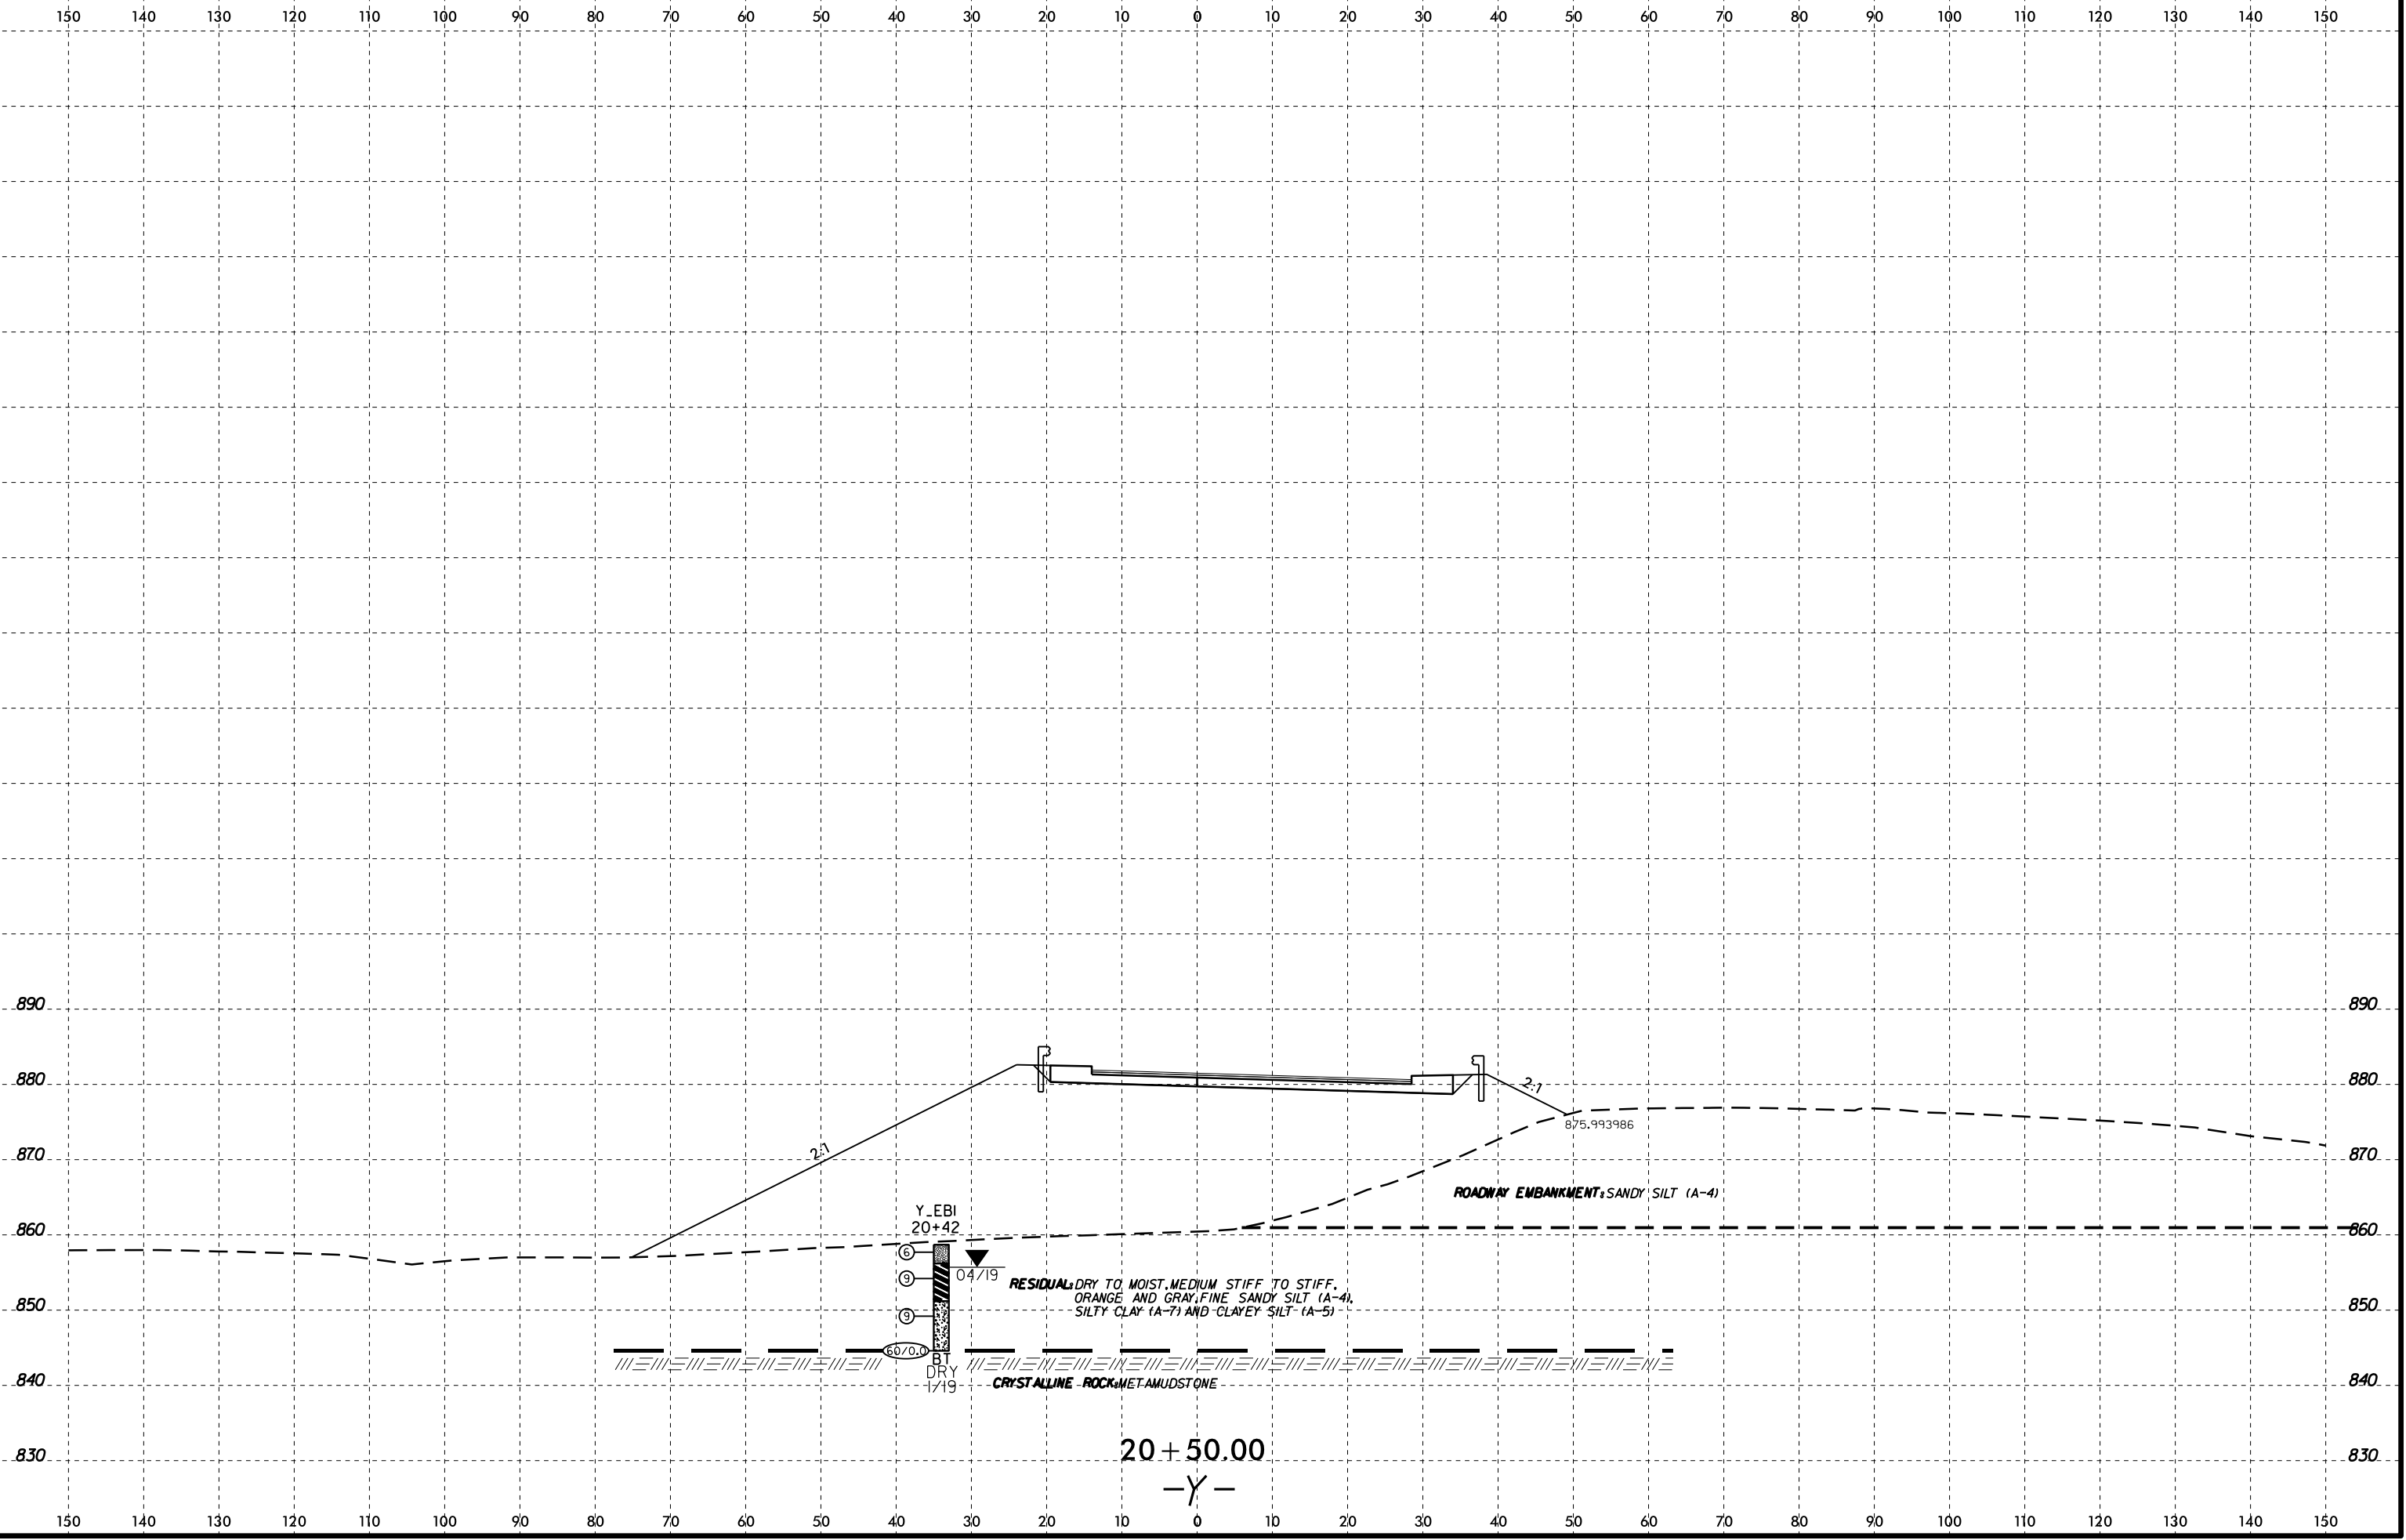 150 140 130 120 110 100 90 80 70 60 50 40 30 20 10 0 10 20 30 40 50 60 70 80 90 100 110 120 130 140 150
890 890
880 880
2:1
875.993986
870 870
2:1
ROADWAY EMBANKMENT: SANDY SILT (A-4)
Y_EB1
20+42
860 860
6
9
04/19
RESIDUAL: DRY TO MOIST, MEDIUM STIFF TO STIFF,
ORANGE AND GRAY, FINE SANDY SILT (A-4),
SILTY CLAY (A-7) AND CLAYEY SILT (A-5)
850 850
9
60/0.0
BT
DRY
1/19
840 840
CRYSTALLINE ROCK: METAMUDSTONE
20+50.00
830 830
-Y-
150 140 130 120 110 100 90 80 70 60 50 40 30 20 10 0 10 20 30 40 50 60 70 80 90 100 110 120 130 140 150